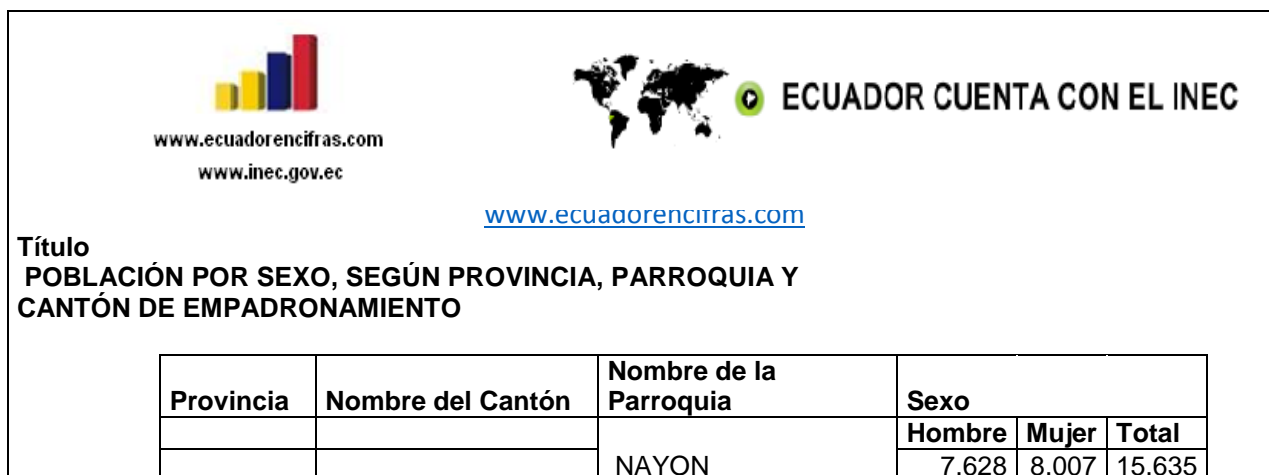 www.ecuadorencifras.com
www.inec.gov.ec
ECUADOR CUENTA CON EL INEC
www.ecuadorencifras.com
Título
POBLACIÓN POR SEXO, SEGÚN PROVINCIA, PARROQUIA Y
CANTÓN DE EMPADRONAMIENTO
Provincia Nombre del Cantón Nombre de la Parroquia Sexo
Hombre Mujer Total
NAYON 7.628 8.007 15.635